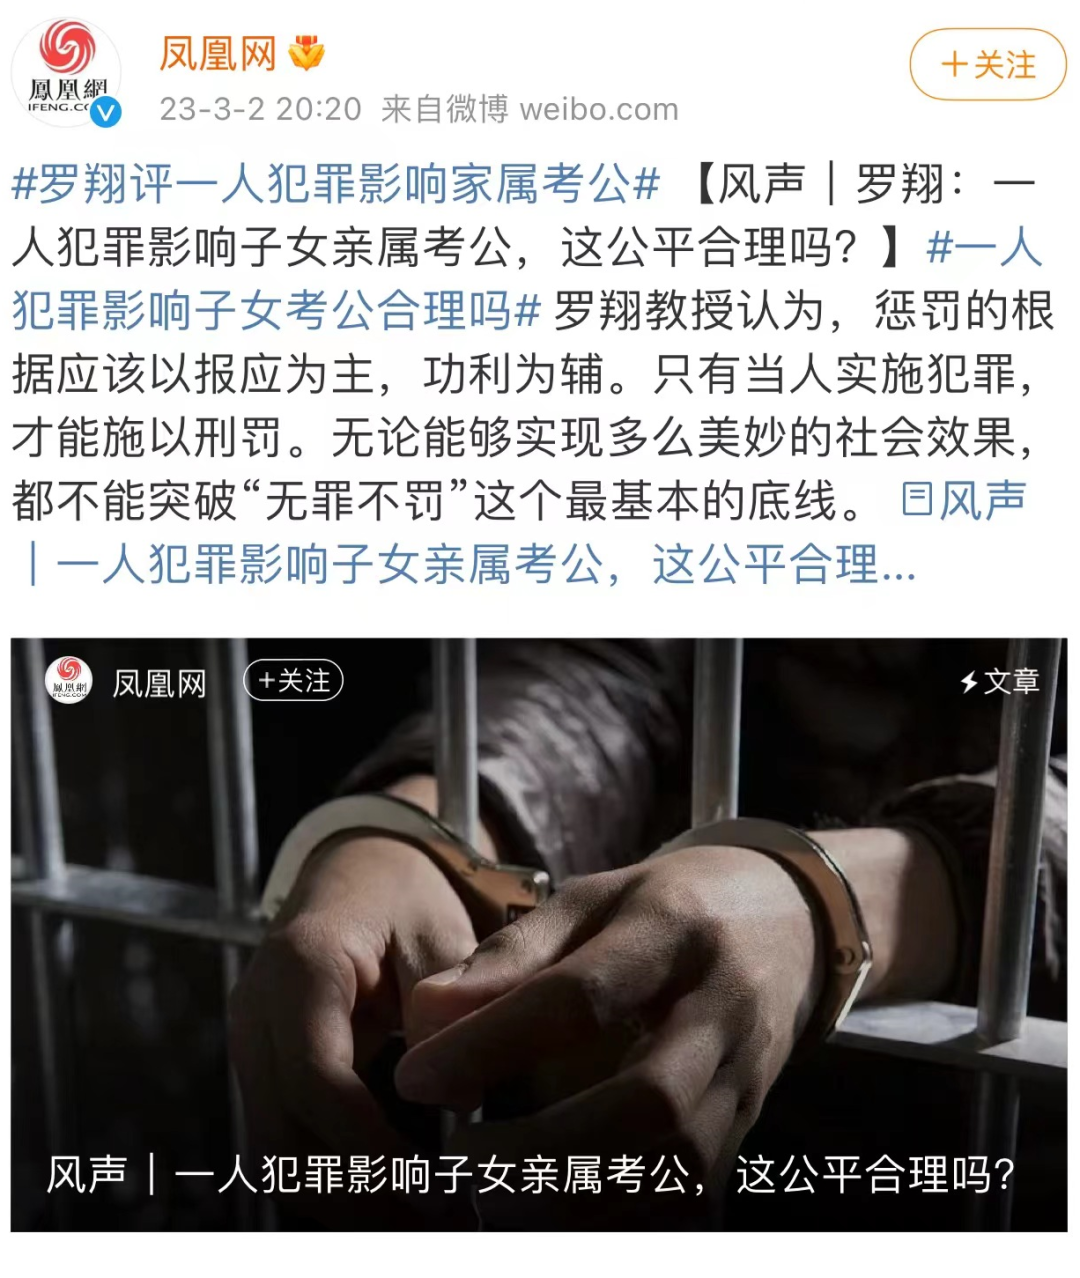 鳳凰網
IFENG.CO
凤凰网
+关注
23-3-2 20:20 来自微博 weibo.com
#罗翔评一人犯罪影响家属考公# 【风声｜罗翔：一
人犯罪影响子女亲属考公，这公平合理吗？】#一人
犯罪影响子女考公合理吗# 罗翔教授认为，惩罚的根
据应该以报应为主，功利为辅。只有当人实施犯罪，
才能施以刑罚。无论能够实现多么美妙的社会效果，
都不能突破“无罪不罚”这个最基本的底线。 风声
｜一人犯罪影响子女亲属考公，这公平合理...
鳳凰網
IFENG.COM
凤凰网
+关注
文章
风声｜一人犯罪影响子女亲属考公，这公平合理吗？